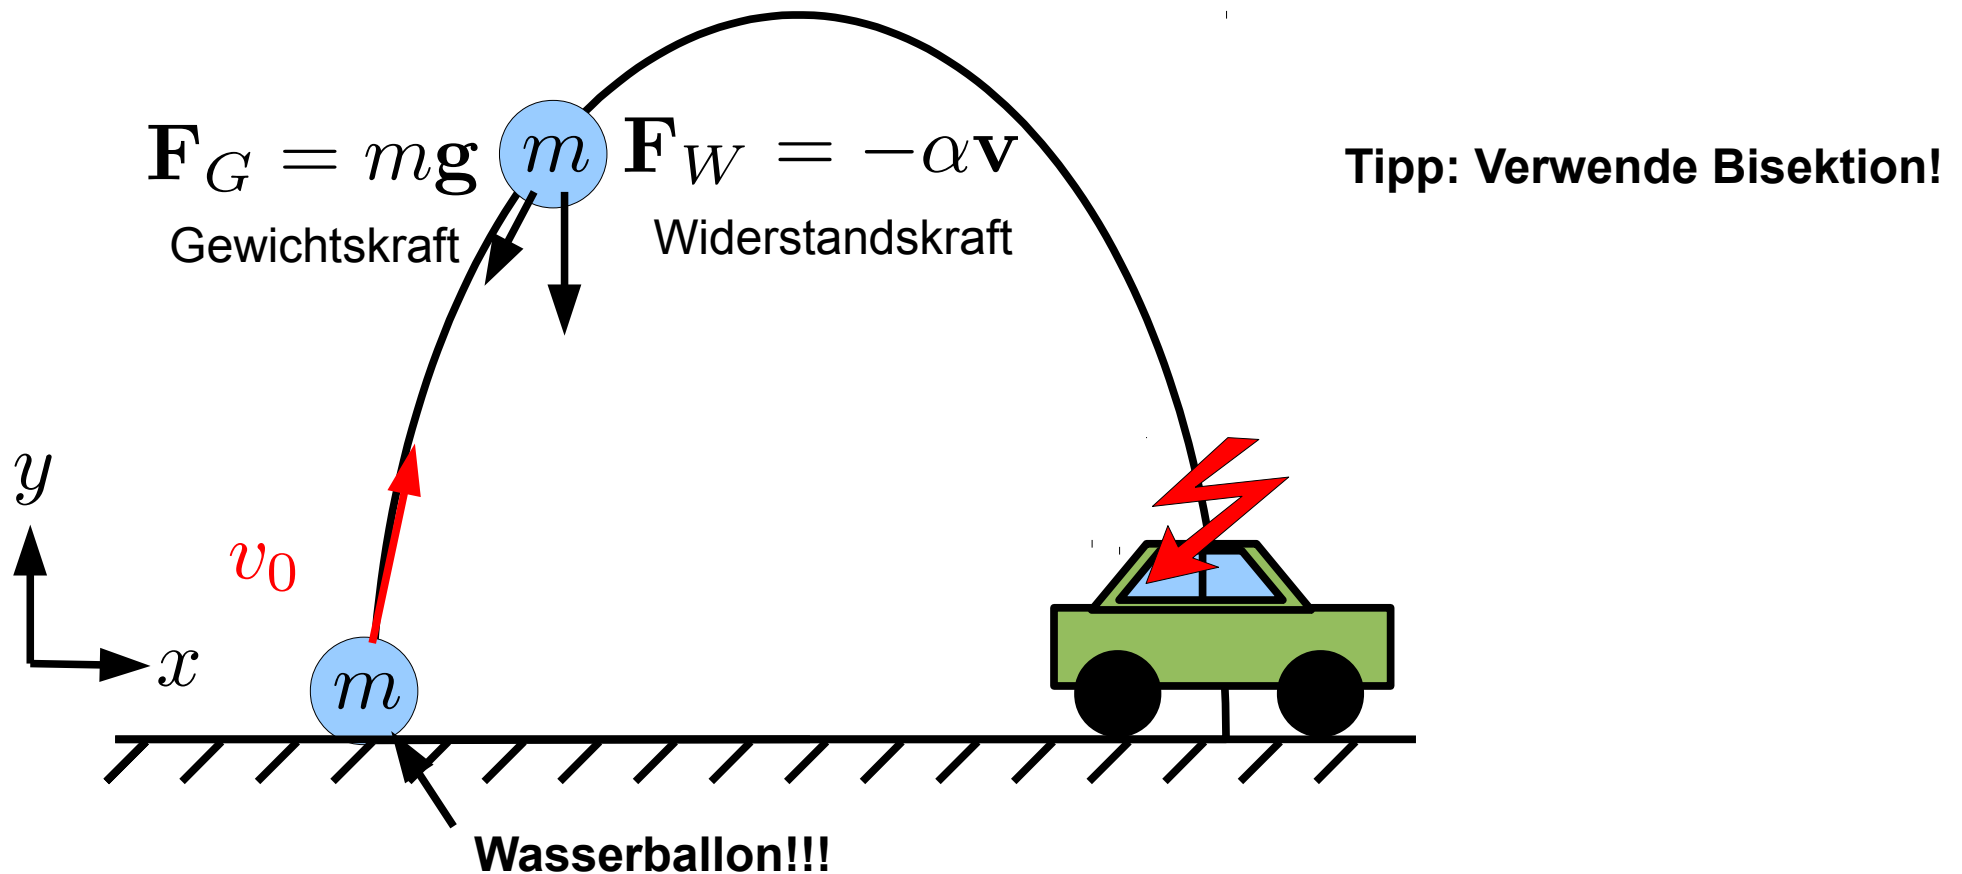 F_G = mg
m
F_W = −αv
Tipp: Verwende Bisektion!
Gewichtskraft
Widerstandskraft
y
v_0
x
m
Wasserballon!!!